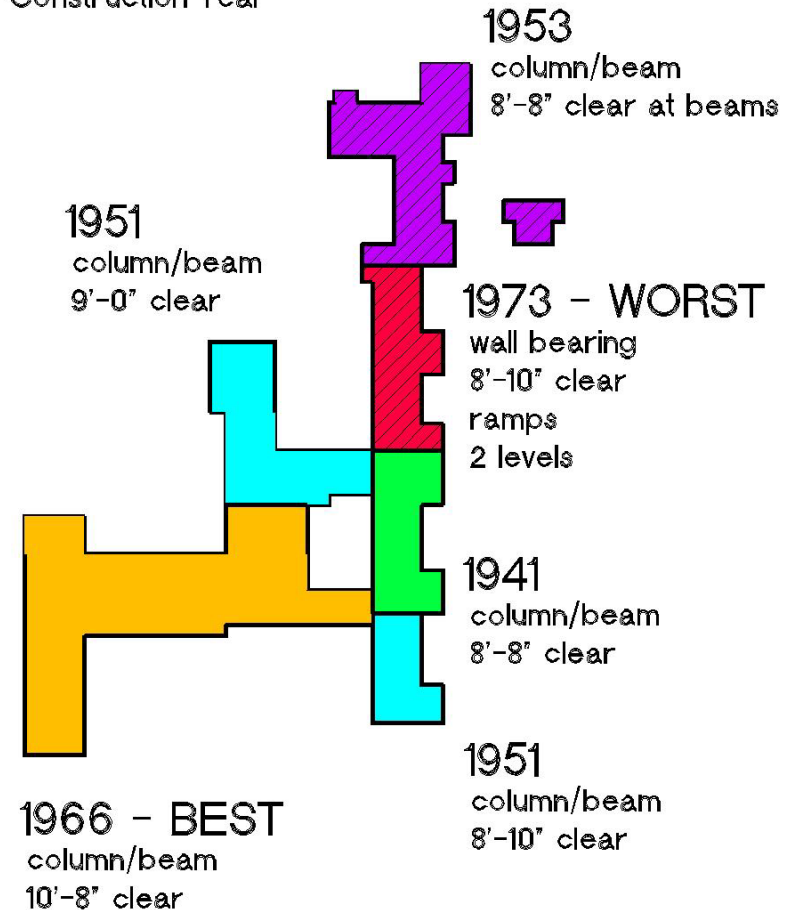 Construction Year
1953
column/beam
8'-8" clear at beams
1951
column/beam
9'-0" clear
1973 - WORST
wall bearing
8'-10" clear
ramps
2 levels
1941
column/beam
8'-8" clear
1951
column/beam
8'-10" clear
1966 - BEST
column/beam
10'-8" clear